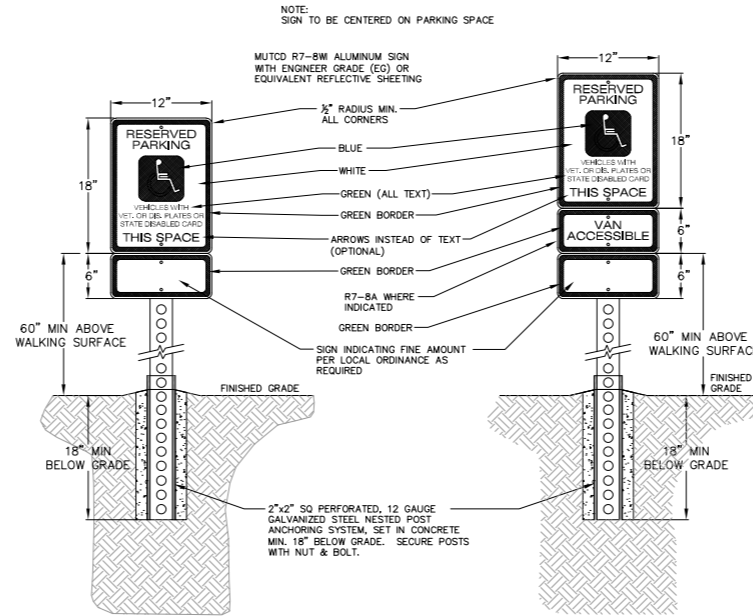 NOTE:
SIGN TO BE CENTERED ON PARKING SPACE
MUTCD R7-8WI ALUMINUM SIGN
WITH ENGINEER GRADE (EG) OR
EQUIVALENT REFLECTIVE SHEETING
12"
12"
½" RADIUS MIN.
ALL CORNERS
BLUE
WHITE
GREEN (ALL TEXT)
GREEN BORDER
ARROWS INSTEAD OF TEXT
(OPTIONAL)
GREEN BORDER
R7-8A WHERE
INDICATED
GREEN BORDER
SIGN INDICATING FINE AMOUNT
PER LOCAL ORDINANCE AS
REQUIRED
RESERVED
PARKING
VEHICLES WITH
VET. OR DIS. PLATES OR
STATE DISABLED CARD
THIS SPACE
18"
6"
60" MIN ABOVE
WALKING SURFACE
FINISHED GRADE
18" MIN
BELOW GRADE
RESERVED
PARKING
VEHICLES WITH
VET. OR DIS. PLATES OR
STATE DISABLED CARD
THIS SPACE
VAN
ACCESSIBLE
18"
6"
6"
60" MIN ABOVE
WALKING SURFACE
FINISHED
GRADE
18" MIN
BELOW GRADE
2"x2" SQ PERFORATED, 12 GAUGE
GALVANIZED STEEL NESTED POST
ANCHORING SYSTEM, SET IN CONCRETE
MIN. 18" BELOW GRADE. SECURE POSTS
WITH NUT & BOLT.